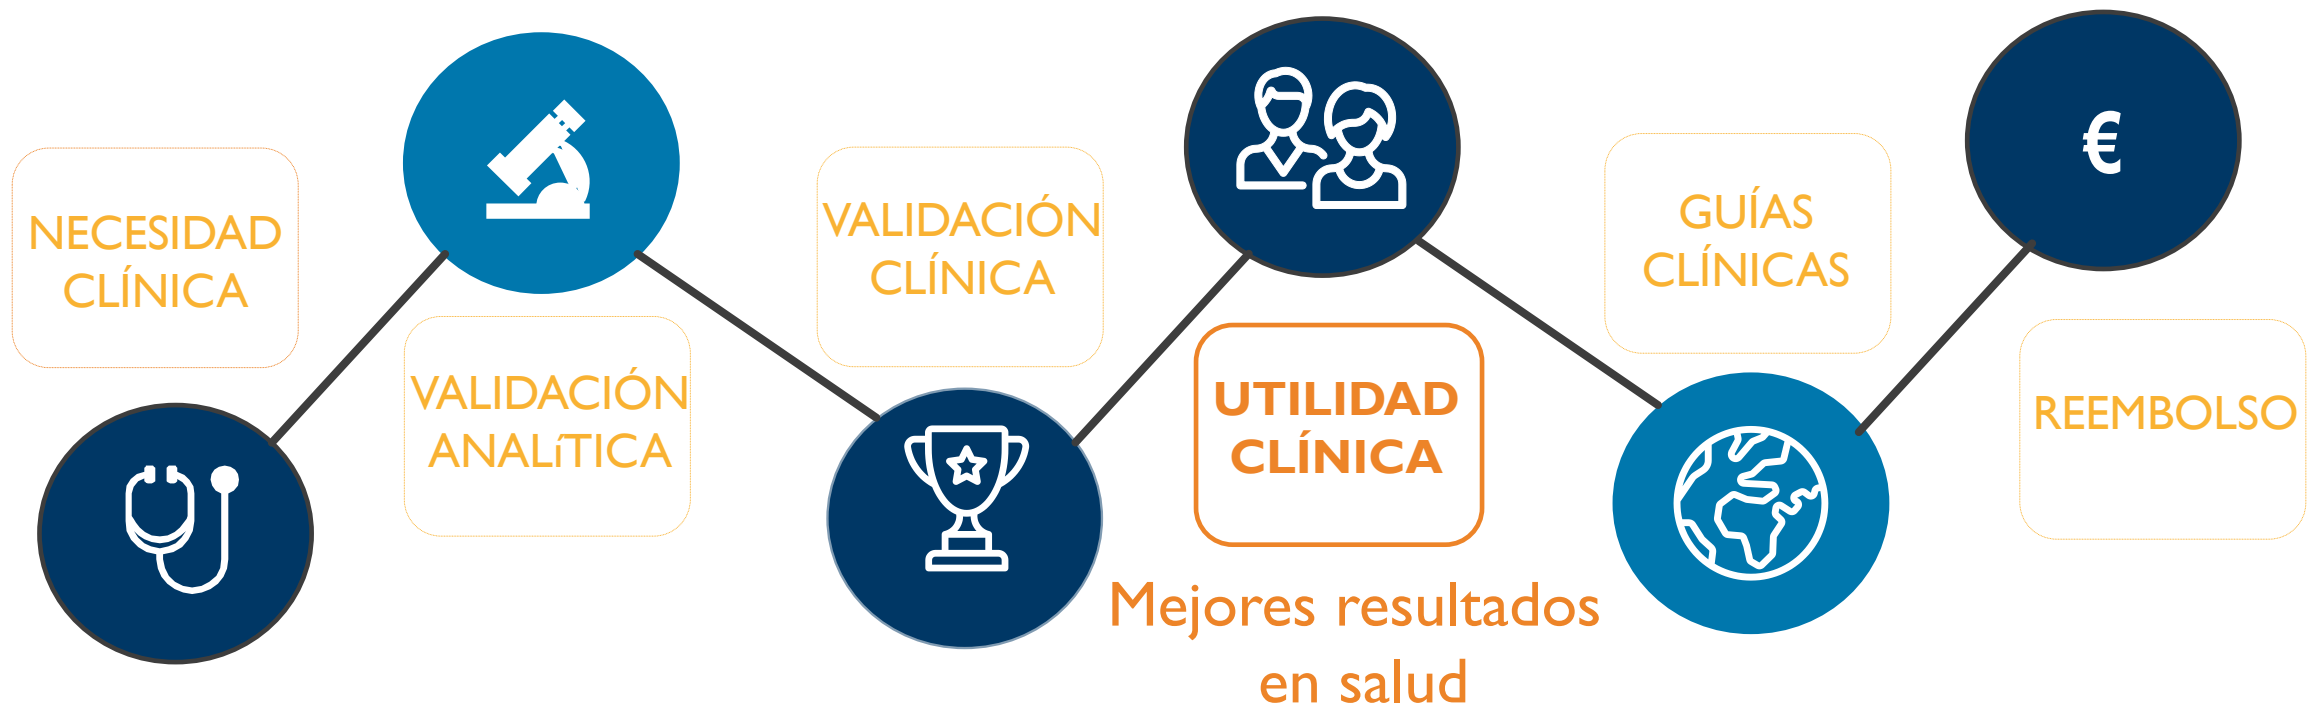 NECESIDAD
CLÍNICA
VALIDACIÓN
ANALíTICA
VALIDACIÓN
CLÍNICA
UTILIDAD
CLÍNICA
Mejores resultados
en salud
GUÍAS
CLÍNICAS
€
REEMBOLSO